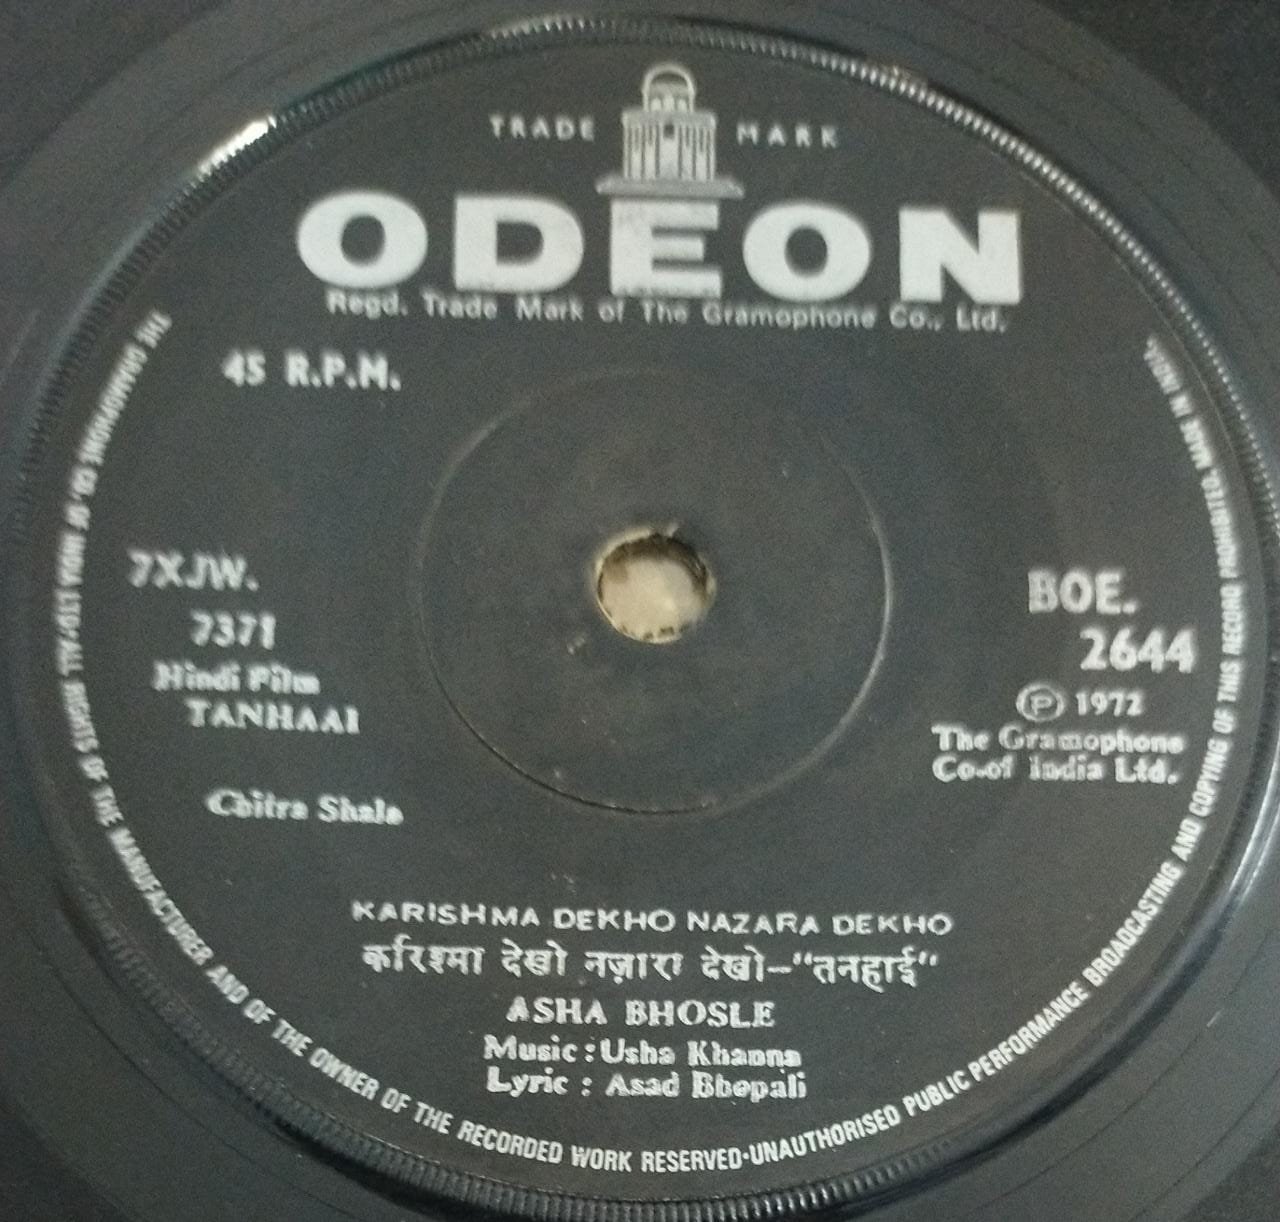 TRADE MARK
ODEON
Regd. Trade Mark of The Gramophone Co., Ltd.
45 R.P.M.
7XJW.
7371
Hindi Film
TANHAAI
Chitra Shala
BOE.
2644
Ⓟ 1972
The Gramophone
Co.of India Ltd.
KARISHMA DEKHO NAZARA DEKHO
करिश्मा देखो नज़ारा देखो-"तनहाई"
ASHA BHOSLE
Music : Usha Khanna
Lyric : Asad Bhopali
THE GRAMOPHONE CO. OF INDIA LTD·ALL RIGHTS OF THE MANUFACTURER AND OF THE OWNER OF THE RECORDED WORK RESERVED·UNAUTHORISED PUBLIC PERFORMANCE BROADCASTING AND COPYING OF THIS RECORD PROHIBITED. MADE IN INDIA.